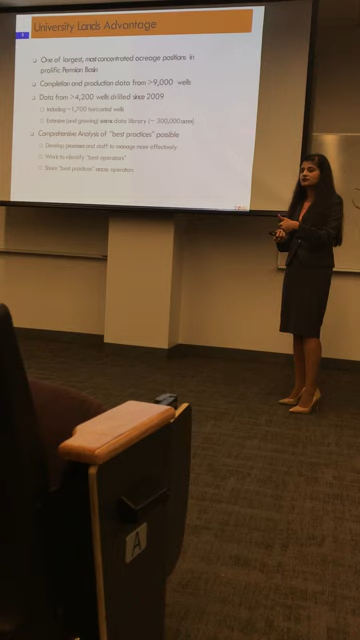 University Lands Advantage
One of largest, most-concentrated acreage positions in
prolific Permian Basin
Completion and production data from >9,000 wells
Data from >4,200 wells drilled since 2009
Including ~1,700 horizontal wells
Extensive (and growing) seismic data library (~ 300,000 acres)
Comprehensive Analysis of "best practices" possible
Develop processes and staff to manage more effectively
Work to identify "best operators"
Share "best practices" across operators
A